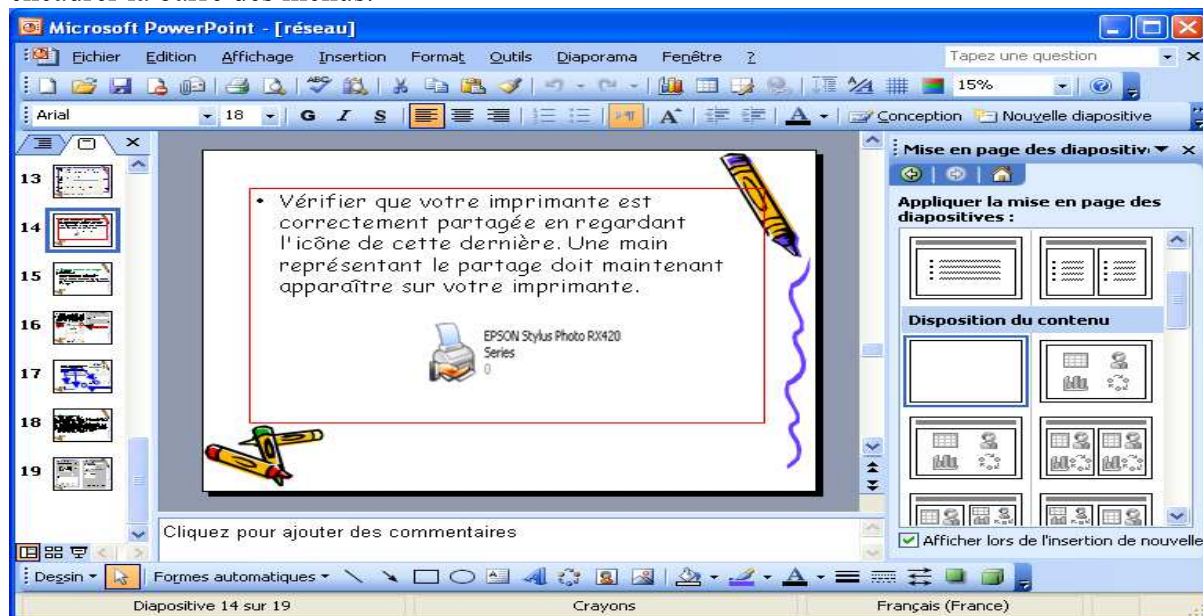 Microsoft PowerPoint - [réseau]
Fichier Edition Affichage Insertion Format Outils Diaporama Fenêtre ? Tapez une question
15%
Arial 18 G I S Conception Nouvelle diapositive
Mise en page des diapositiv
Appliquer la mise en page des
diapositives :
Disposition du contenu
13
14
15
16
17
18
19
• Vérifier que votre imprimante est
correctement partagée en regardant
l'icône de cette dernière. Une main
représentant le partage doit maintenant
apparaître sur votre imprimante.
EPSON Stylus Photo RX420
Series
0
Cliquez pour ajouter des commentaires
Afficher lors de l'insertion de nouvelle
Dessin Formes automatiques
Diapositive 14 sur 19 Crayons Français (France)